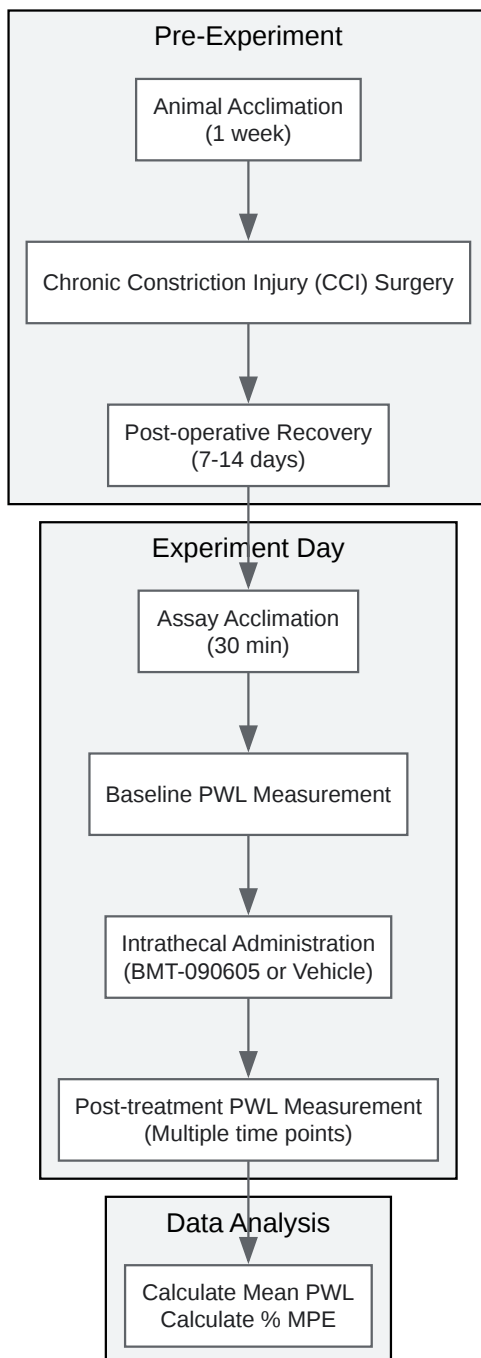 Pre-Experiment
Animal Acclimation
(1 week)
Chronic Constriction Injury (CCI) Surgery
Post-operative Recovery
(7-14 days)
Experiment Day
Assay Acclimation
(30 min)
Baseline PWL Measurement
Intrathecal Administration
(BMT-090605 or Vehicle)
Post-treatment PWL Measurement
(Multiple time points)
Data Analysis
Calculate Mean PWL
Calculate % MPE